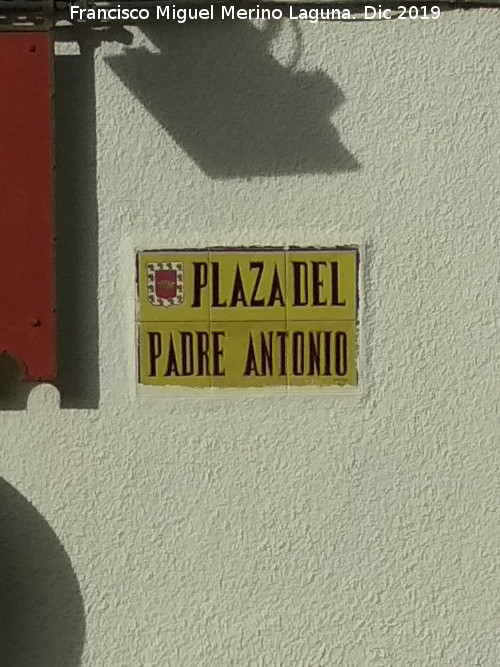 Francisco Miguel Merino Laguna. Dic 2019
PLAZA DEL
PADRE ANTONIO